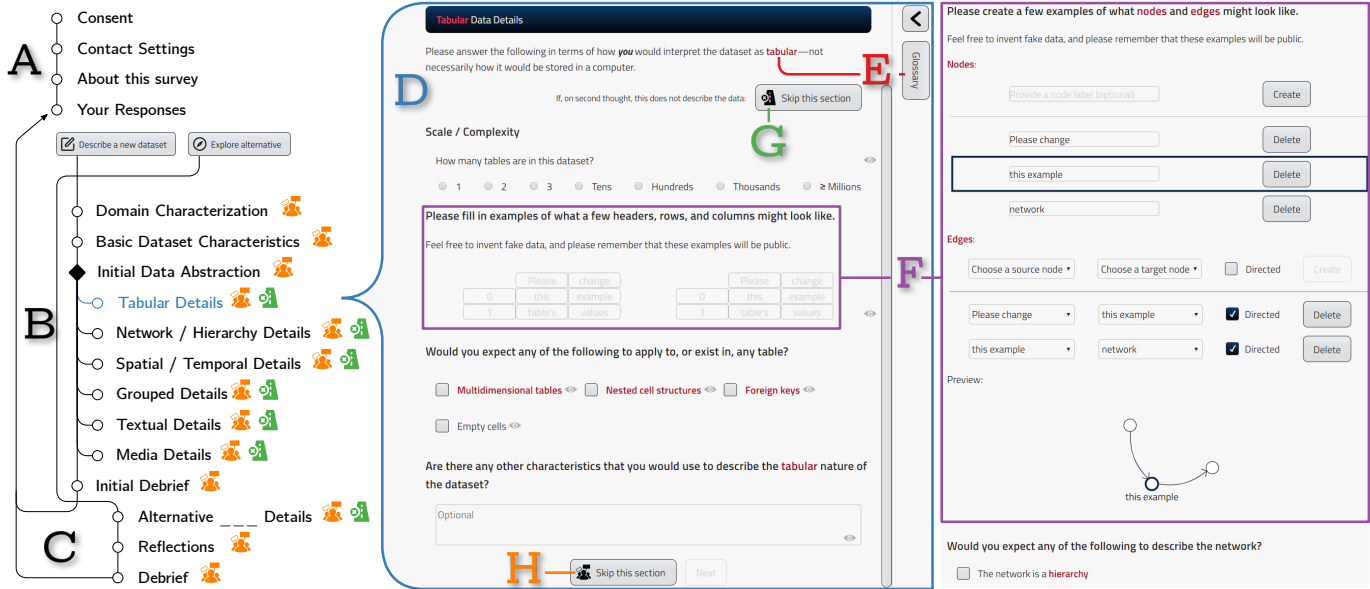 A
Consent
Contact Settings
About this survey
Your Responses
Describe a new dataset
Explore alternative
B
Domain Characterization
Basic Dataset Characteristics
Initial Data Abstraction
Tabular Details
Network / Hierarchy Details
Spatial / Temporal Details
Grouped Details
Textual Details
Media Details
Initial Debrief
C
Alternative ___ Details
Reflections
Debrief
D
Tabular Data Details
Please answer the following in terms of how you would interpret the dataset as tabular—not
necessarily how it would be stored in a computer.
E
Glossary
If, on second thought, this does not describe the data:
Skip this section
G
Scale / Complexity
How many tables are in this dataset?
1 2 3 Tens Hundreds Thousands ≥ Millions
Please fill in examples of what a few headers, rows, and columns might look like.
Feel free to invent fake data, and please remember that these examples will be public.
F
Please change Please change
0 this example 0 this example
1 table's values 1 table's values
Would you expect any of the following to apply to, or exist in, any table?
Multidimensional tables Nested cell structures Foreign keys
Empty cells
Are there any other characteristics that you would use to describe the tabular nature of
the dataset?
Optional
H
Skip this section
Next
Please create a few examples of what nodes and edges might look like.
Feel free to invent fake data, and please remember that these examples will be public.
Nodes:
Provide a node label (optional) Create
Please change Delete
this example Delete
network Delete
Edges:
Choose a source node Choose a target node Directed Create
Please change this example Directed Delete
this example network Directed Delete
Preview:
this example
Would you expect any of the following to describe the network?
The network is a hierarchy